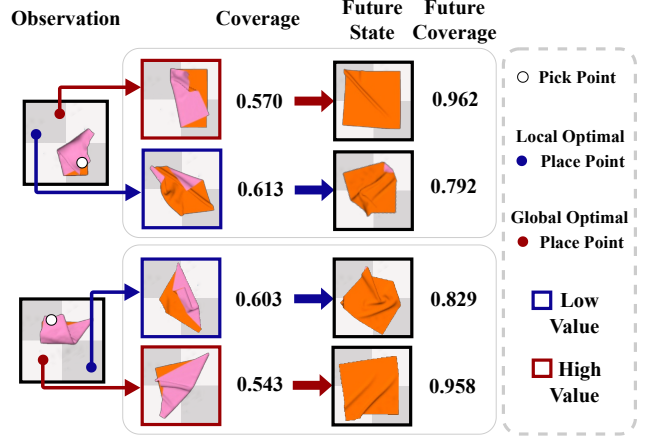 Observation
Coverage
Future
State
Future
Coverage
0.570
0.962
0.613
0.792
0.603
0.829
0.543
0.958
Pick Point
Local Optimal
Place Point
Global Optimal
Place Point
Low
Value
High
Value